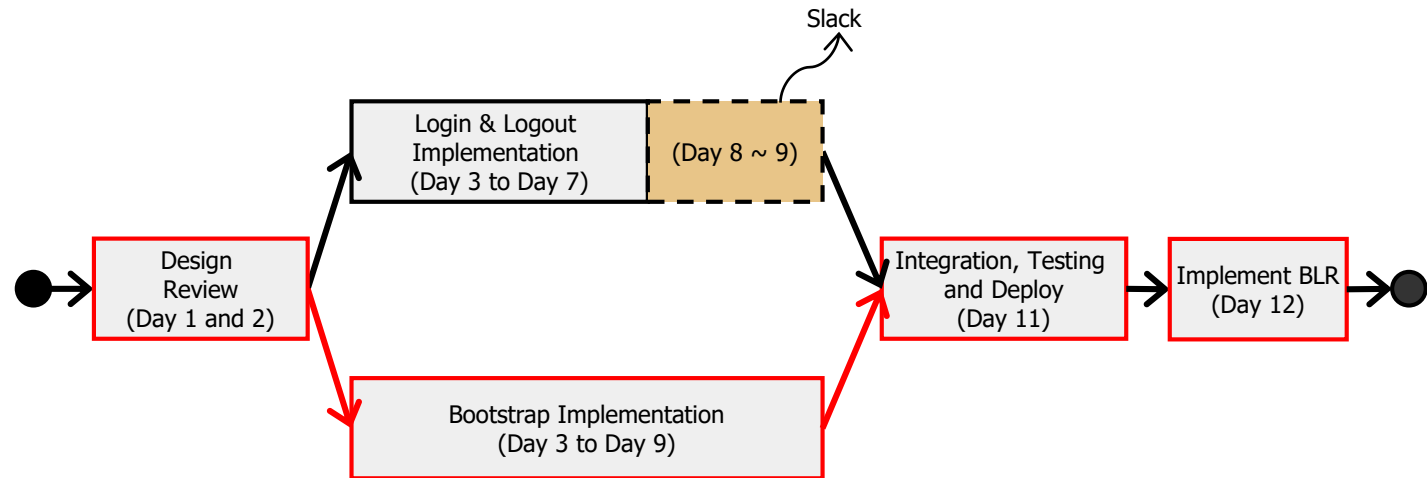 Slack
Login & Logout
Implementation
(Day 3 to Day 7)
(Day 8 ~ 9)
Design
Review
(Day 1 and 2)
Integration, Testing
and Deploy
(Day 11)
Implement BLR
(Day 12)
Bootstrap Implementation
(Day 3 to Day 9)